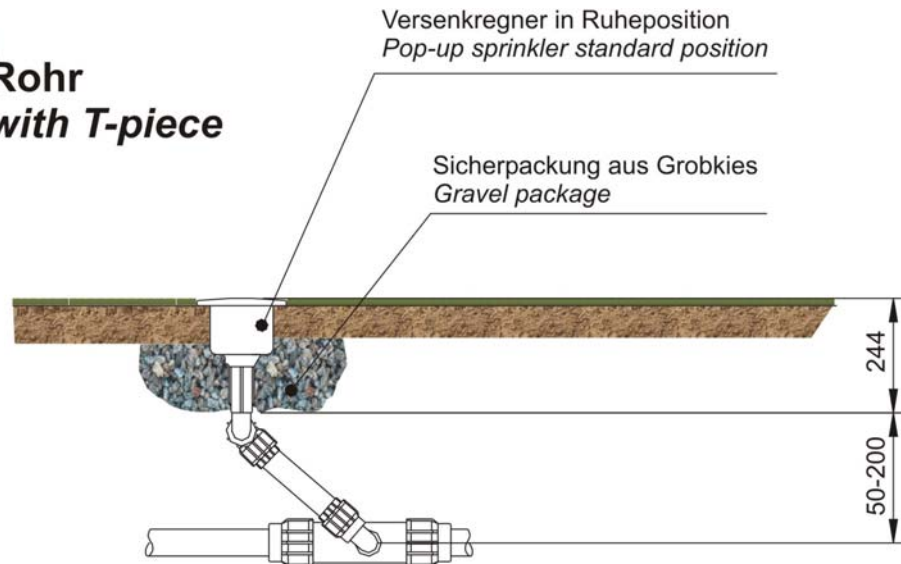 Versenkregner in Ruheposition
Pop-up sprinkler standard position
Rohr
with T-piece
Sicherpackung aus Grobkies
Gravel package
244
50-200